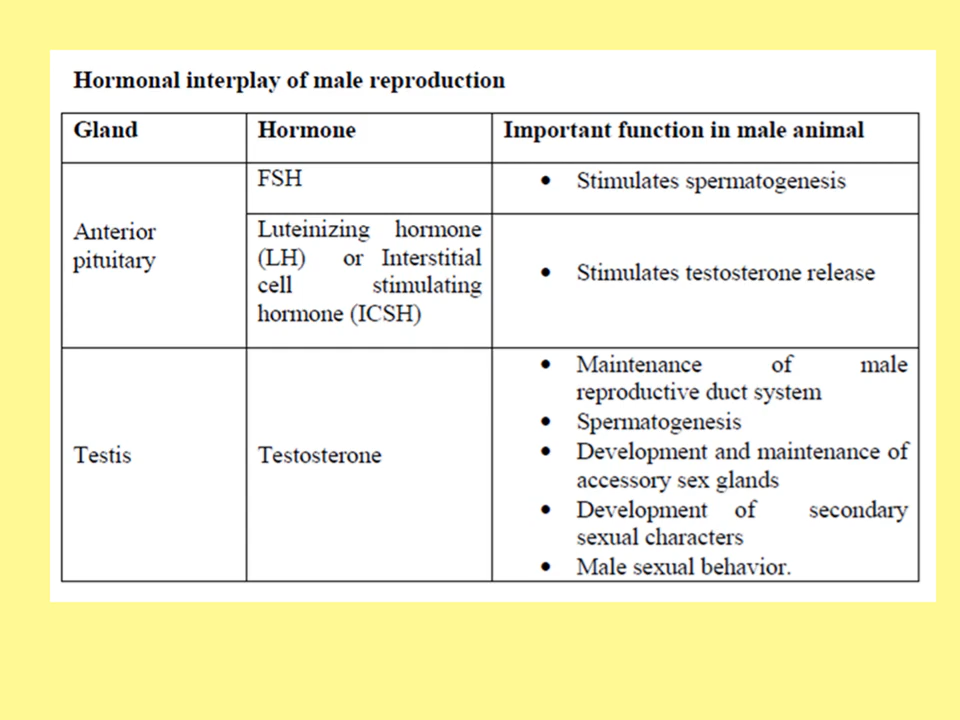 Hormonal interplay of male reproduction
Gland
Hormone
Important function in male animal
Anterior
pituitary
FSH
• Stimulates spermatogenesis
Luteinizing hormone
(LH) or Interstitial
cell stimulating
hormone (ICSH)
• Stimulates testosterone release
Testis
Testosterone
• Maintenance of male
reproductive duct system
• Spermatogenesis
• Development and maintenance of
accessory sex glands
• Development of secondary
sexual characters
• Male sexual behavior.